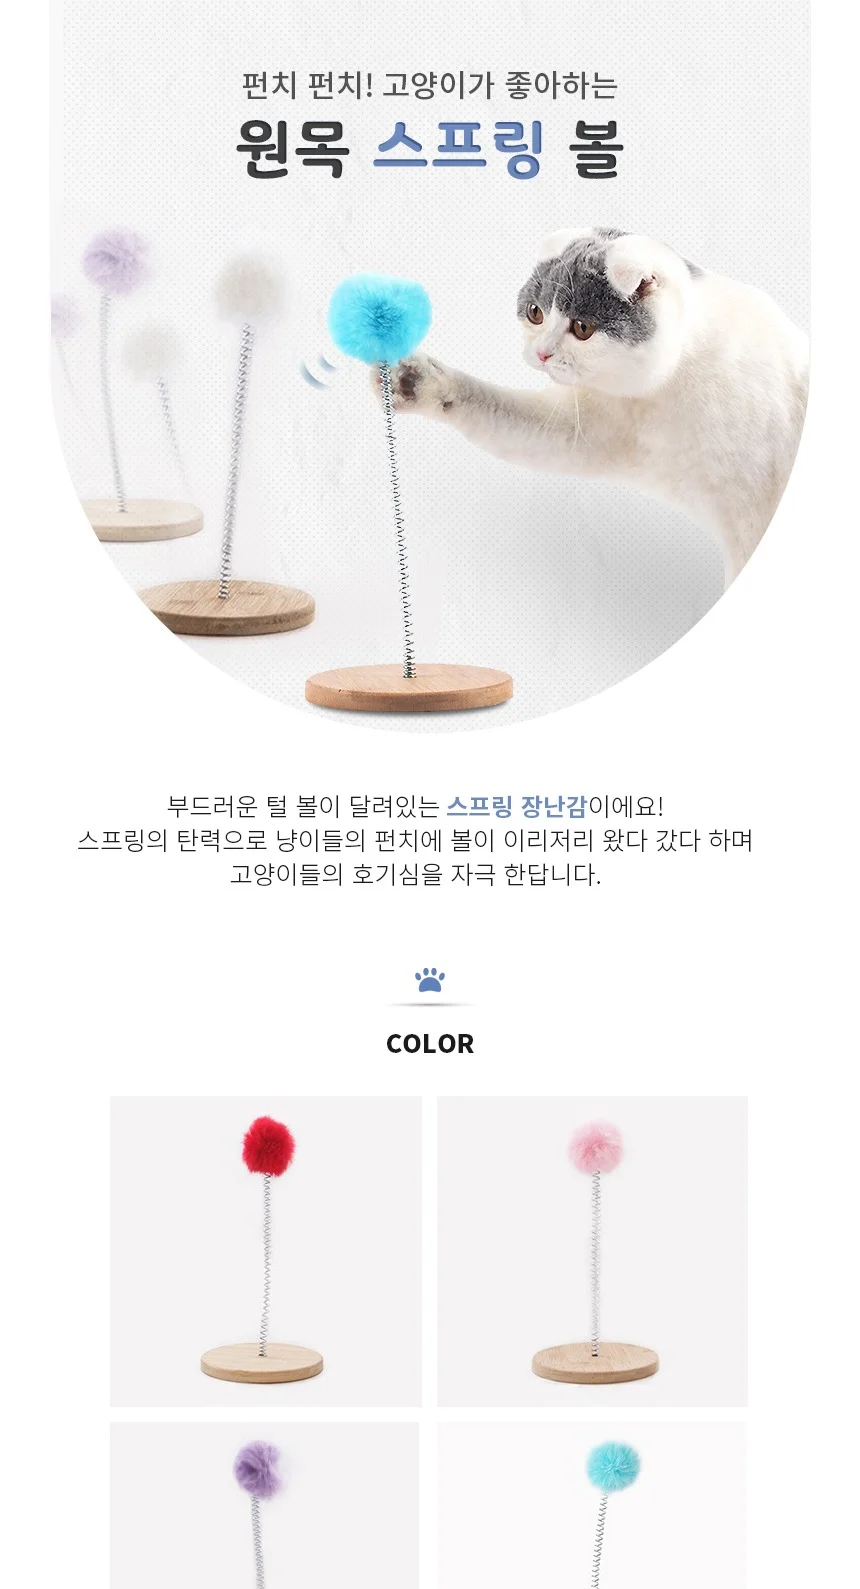 펀치 펀치! 고양이가 좋아하는
원목 스프링 볼
부드러운 털 볼이 달려있는 스프링 장난감이에요!
스프링의 탄력으로 냥이들의 펀치에 볼이 이리저리 왔다 갔다 하며
고양이들의 호기심을 자극 한답니다.
COLOR